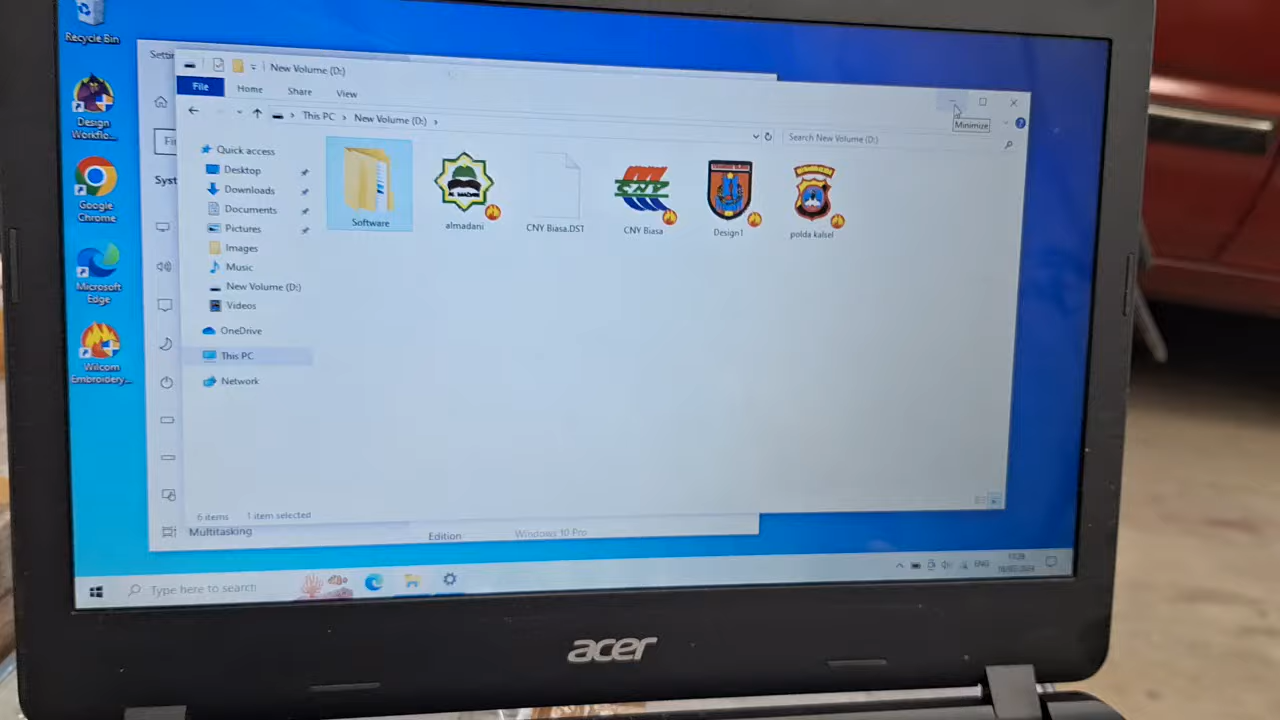 Recycle Bin
Design
Workflo...
Google
Chrome
Microsoft
Edge
Wilcom
Embroidery...
New Volume (D:)
File
Home
Share
View
This PC
New Volume (D:)
Search New Volume (D:)
Minimize
Quick access
Desktop
Downloads
Documents
Pictures
Images
Music
New Volume (D:)
Videos
OneDrive
This PC
Network
Software
almadani
CNY Biasa.DST
CNY Biasa
Design1
polda kalsel
6 items
1 item selected
Multitasking
Edition
Windows 10 Pro
Type here to search
ENG
acer